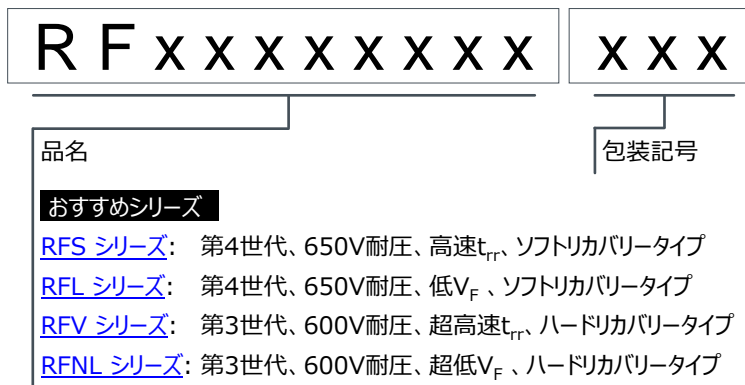 RFxxxxxxxx xxx
品名 包装記号
おすすめシリーズ
RFS シリーズ: 第4世代、650V耐圧、高速trr、ソフトリカバリータイプ
RFL シリーズ: 第4世代、650V耐圧、低VF 、ソフトリカバリータイプ
RFV シリーズ: 第3世代、600V耐圧、超高速trr、ハードリカバリータイプ
RFNL シリーズ: 第3世代、600V耐圧、超低VF 、ハードリカバリータイプ